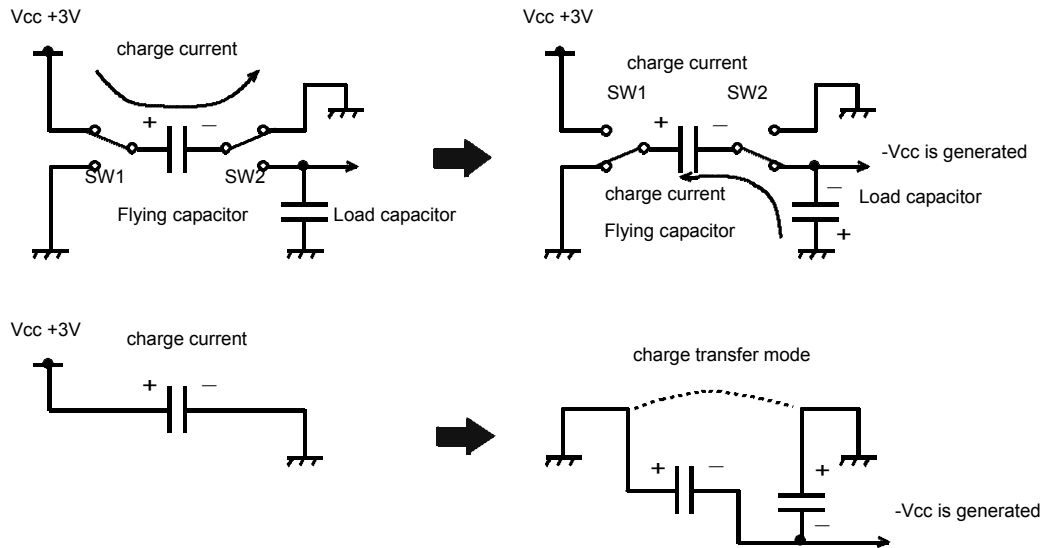 Vcc +3V
charge current
+ –
SW1
SW2
Flying capacitor
Load capacitor
Vcc +3V
charge current
SW1
SW2
+ –
-Vcc is generated
charge current
–
Load capacitor
Flying capacitor
+
Vcc +3V
charge current
+ –
charge transfer mode
+ –
+
-Vcc is generated
–